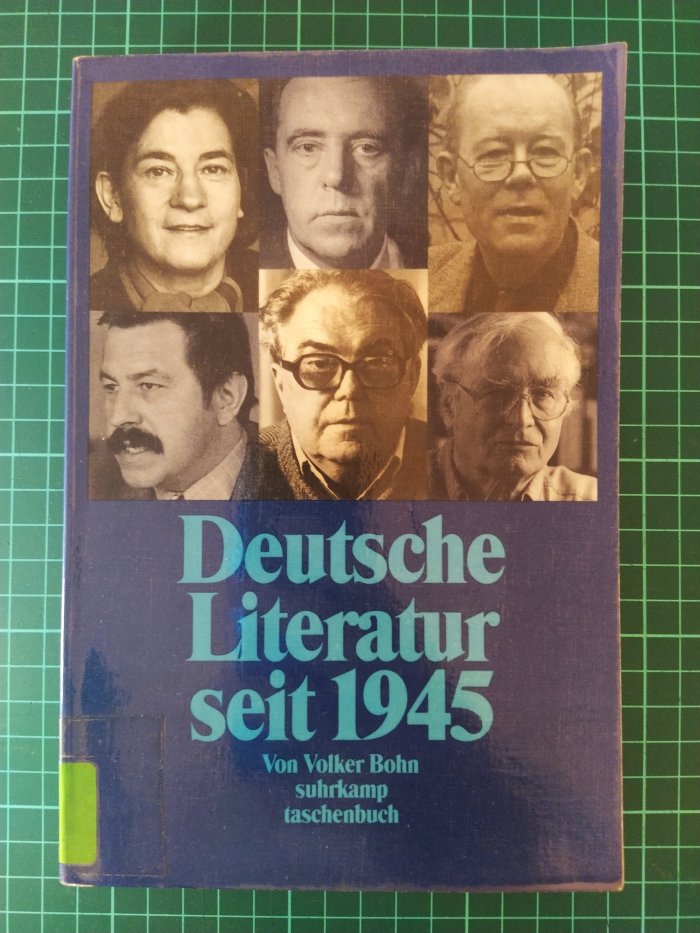 Deutsche
Literatur
seit 1945
Von Volker Bohn
suhrkamp
taschenbuch